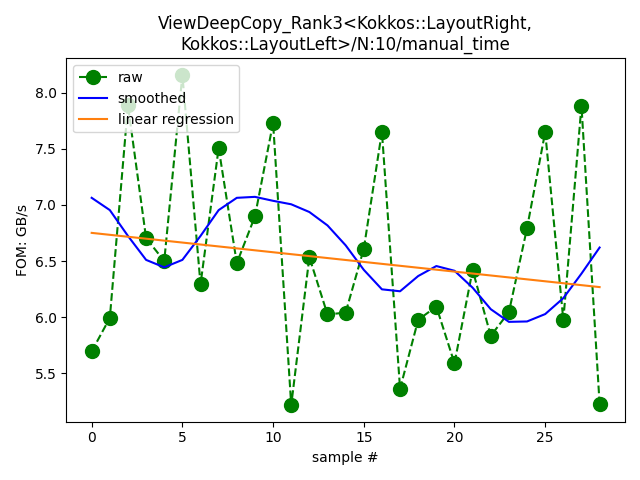 ViewDeepCopy_Rank3<Kokkos::LayoutRight,
Kokkos::LayoutLeft>/N:10/manual_time
raw
smoothed
linear regression
FOM: GB/s
8.0
7.5
7.0
6.5
6.0
5.5
0 5 10 15 20 25
sample #